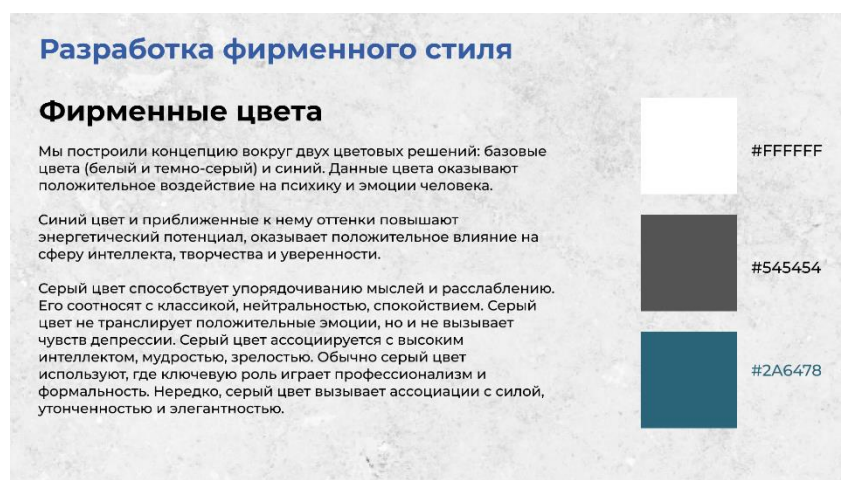 Разработка фирменного стиля
Фирменные цвета
Мы построили концепцию вокруг двух цветовых решений: базовые
цвета (белый и темно-серый) и синий. Данные цвета оказывают
положительное воздействие на психику и эмоции человека.
Синий цвет и приближенные к нему оттенки повышают
энергетический потенциал, оказывает положительное влияние на
сферу интеллекта, творчества и уверенности.
Серый цвет способствует упорядочиванию мыслей и расслаблению.
Его соотносят с классикой, нейтральностью, спокойствием. Серый
цвет не транслирует положительные эмоции, но и не вызывает
чувств депрессии. Серый цвет ассоциируется с высоким
интеллектом, мудростью, зрелостью. Обычно серый цвет
используют, где ключевую роль играет профессионализм и
формальность. Нередко, серый цвет вызывает ассоциации с силой,
утонченностью и элегантностью.
#FFFFFF
#545454
#2A6478